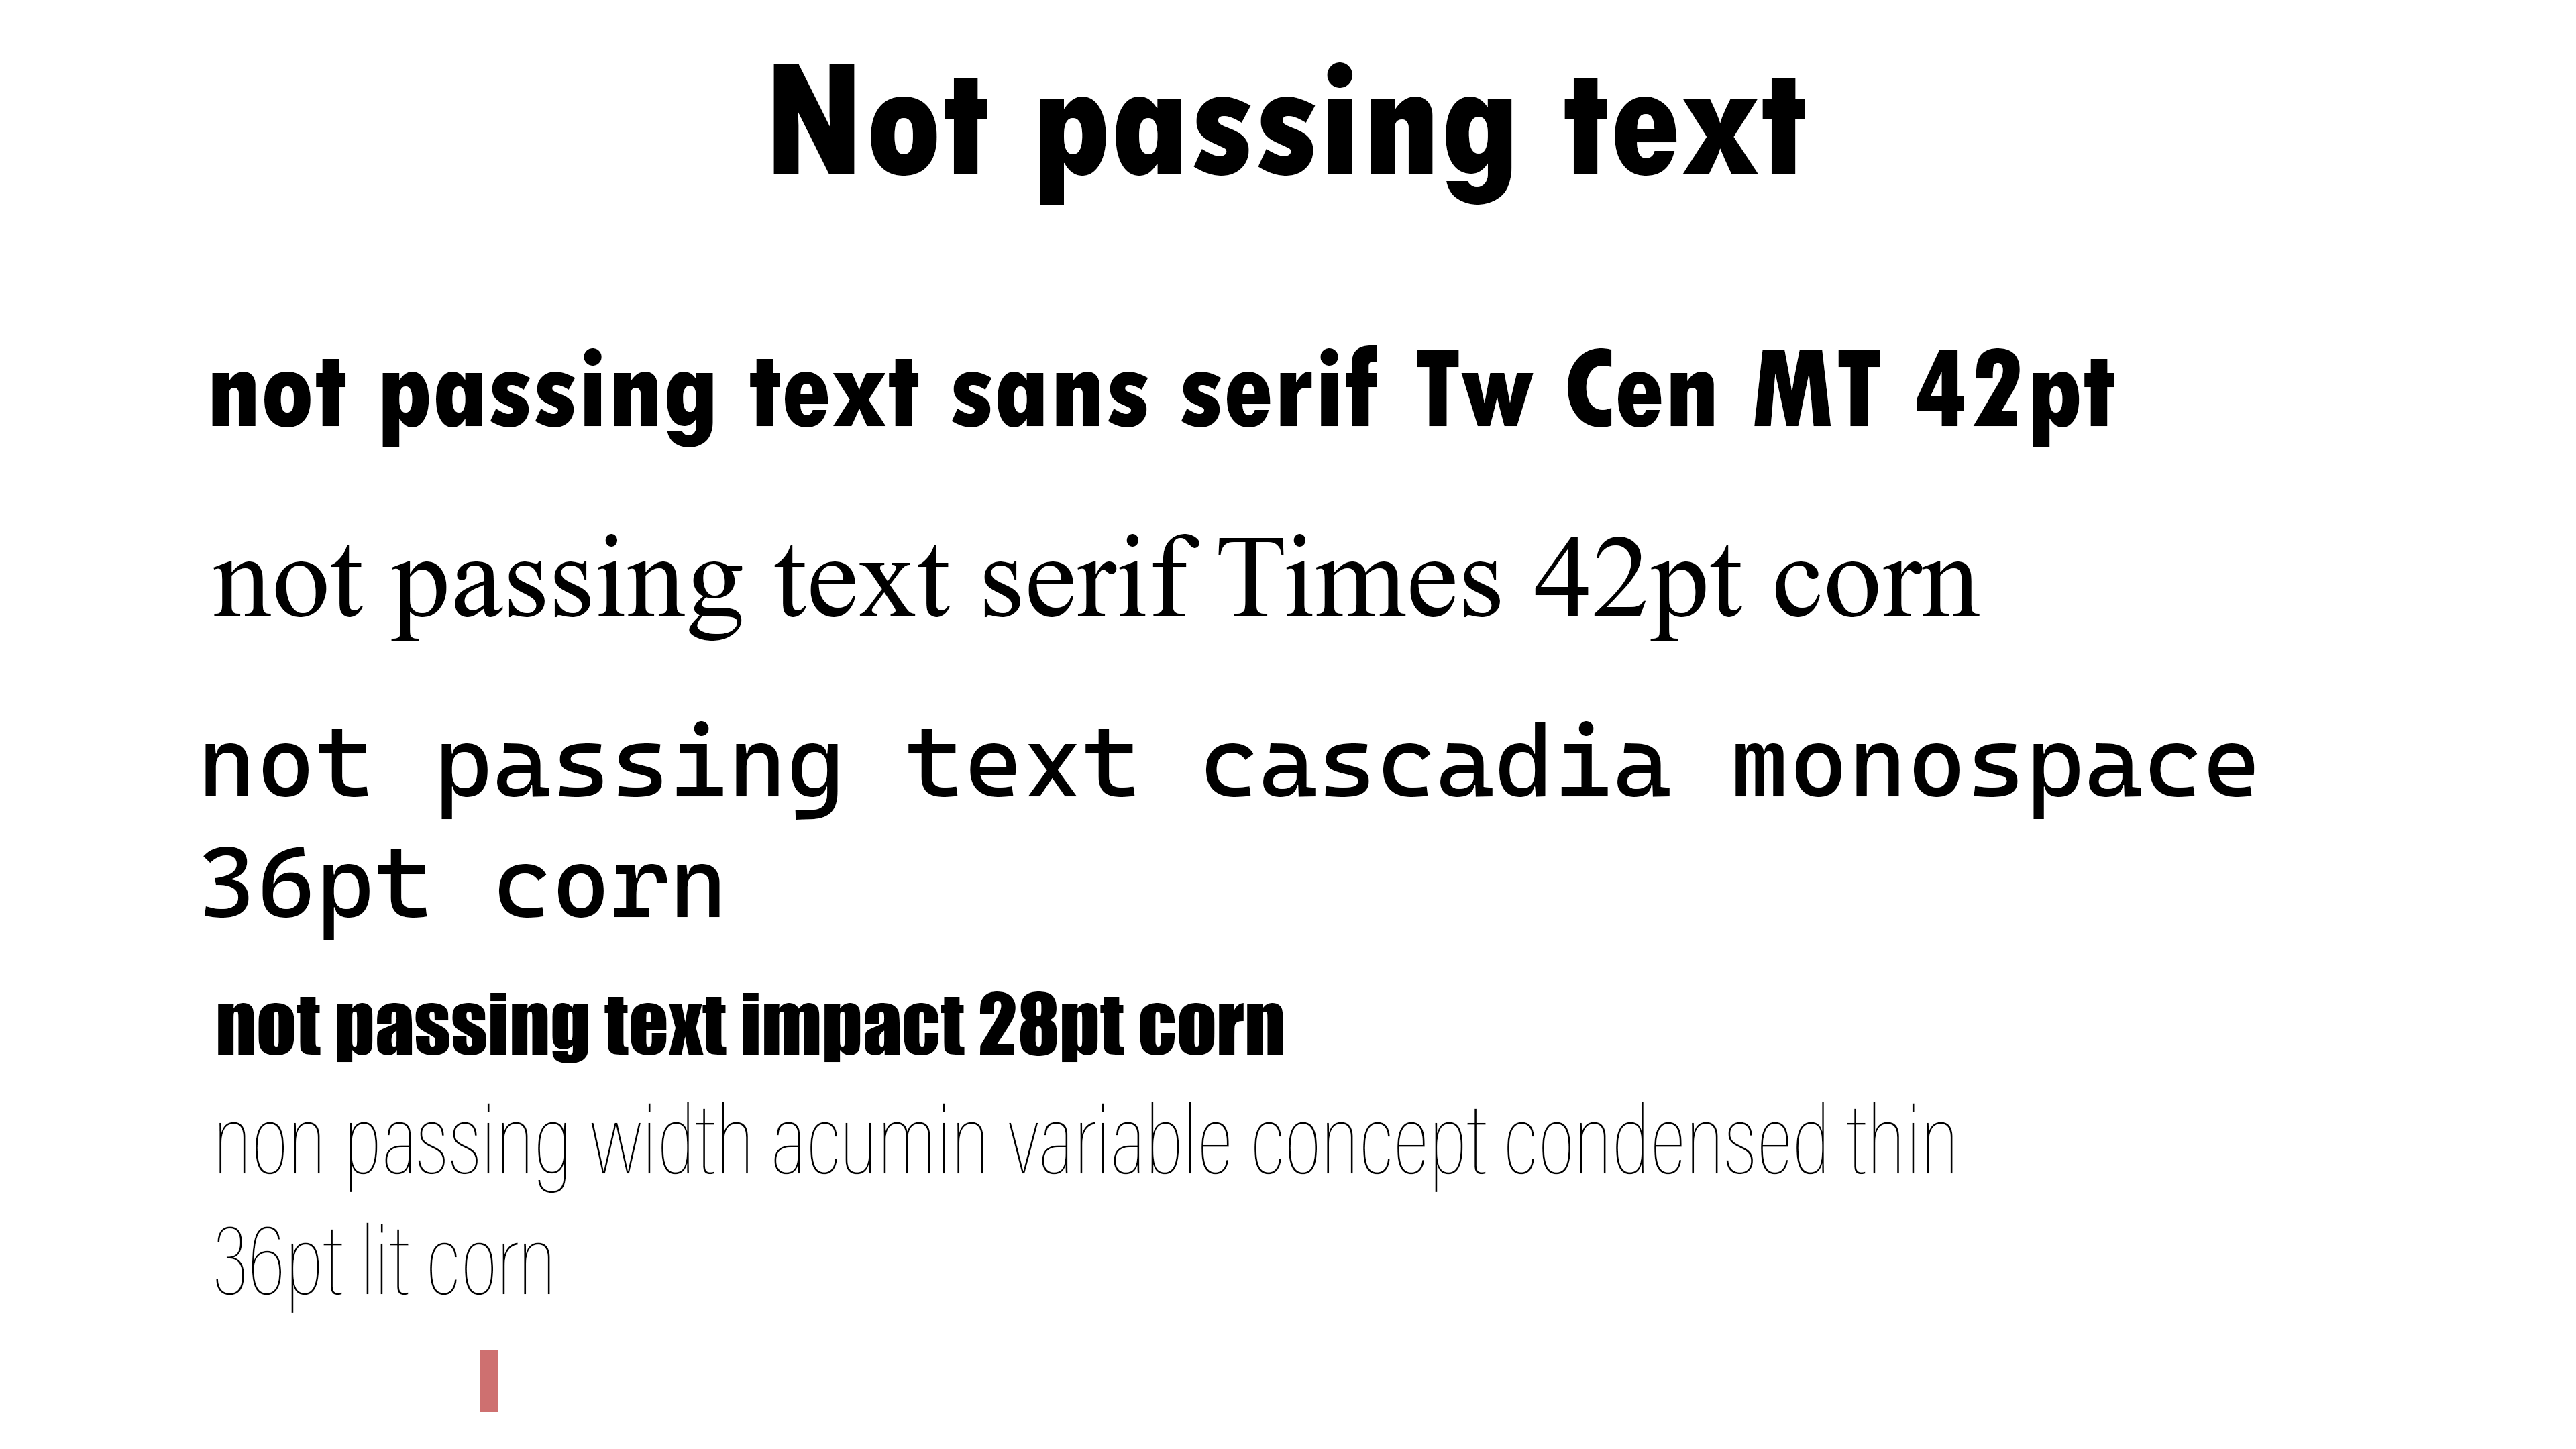 Not passing text
not passing text sans serif Tw Cen MT 42pt
not passing text serif Times 42pt corn
not passing text cascadia monospace
36pt corn
not passing text impact 28pt corn
non passing width acumin variable concept condensed thin
36pt lit corn